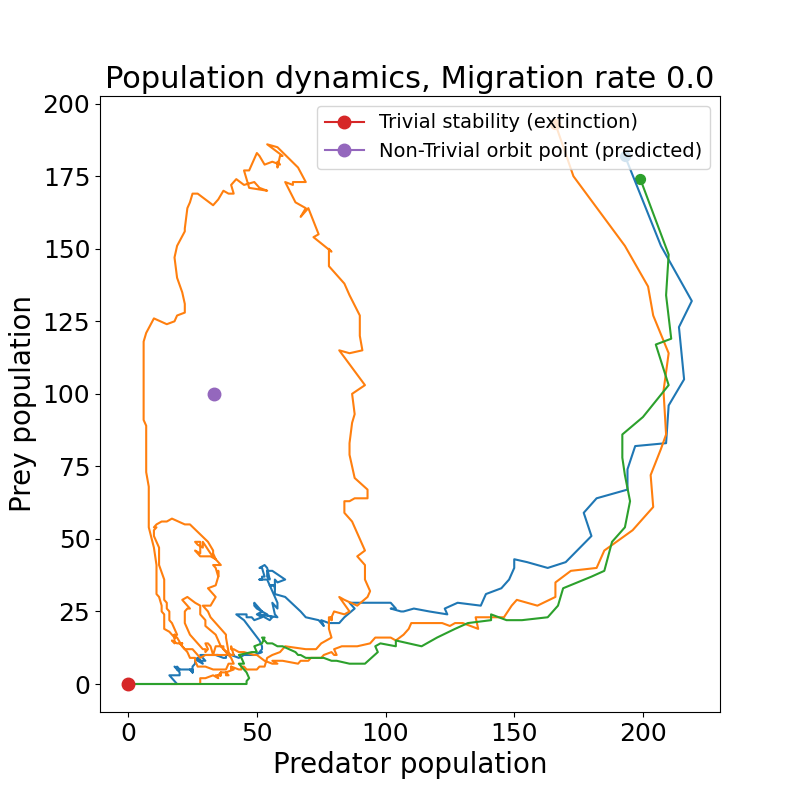 Population dynamics, Migration rate 0.0
Trivial stability (extinction)
Non-Trivial orbit point (predicted)
200
175
150
125
100
75
50
25
0
Prey population
0 50 100 150 200
Predator population